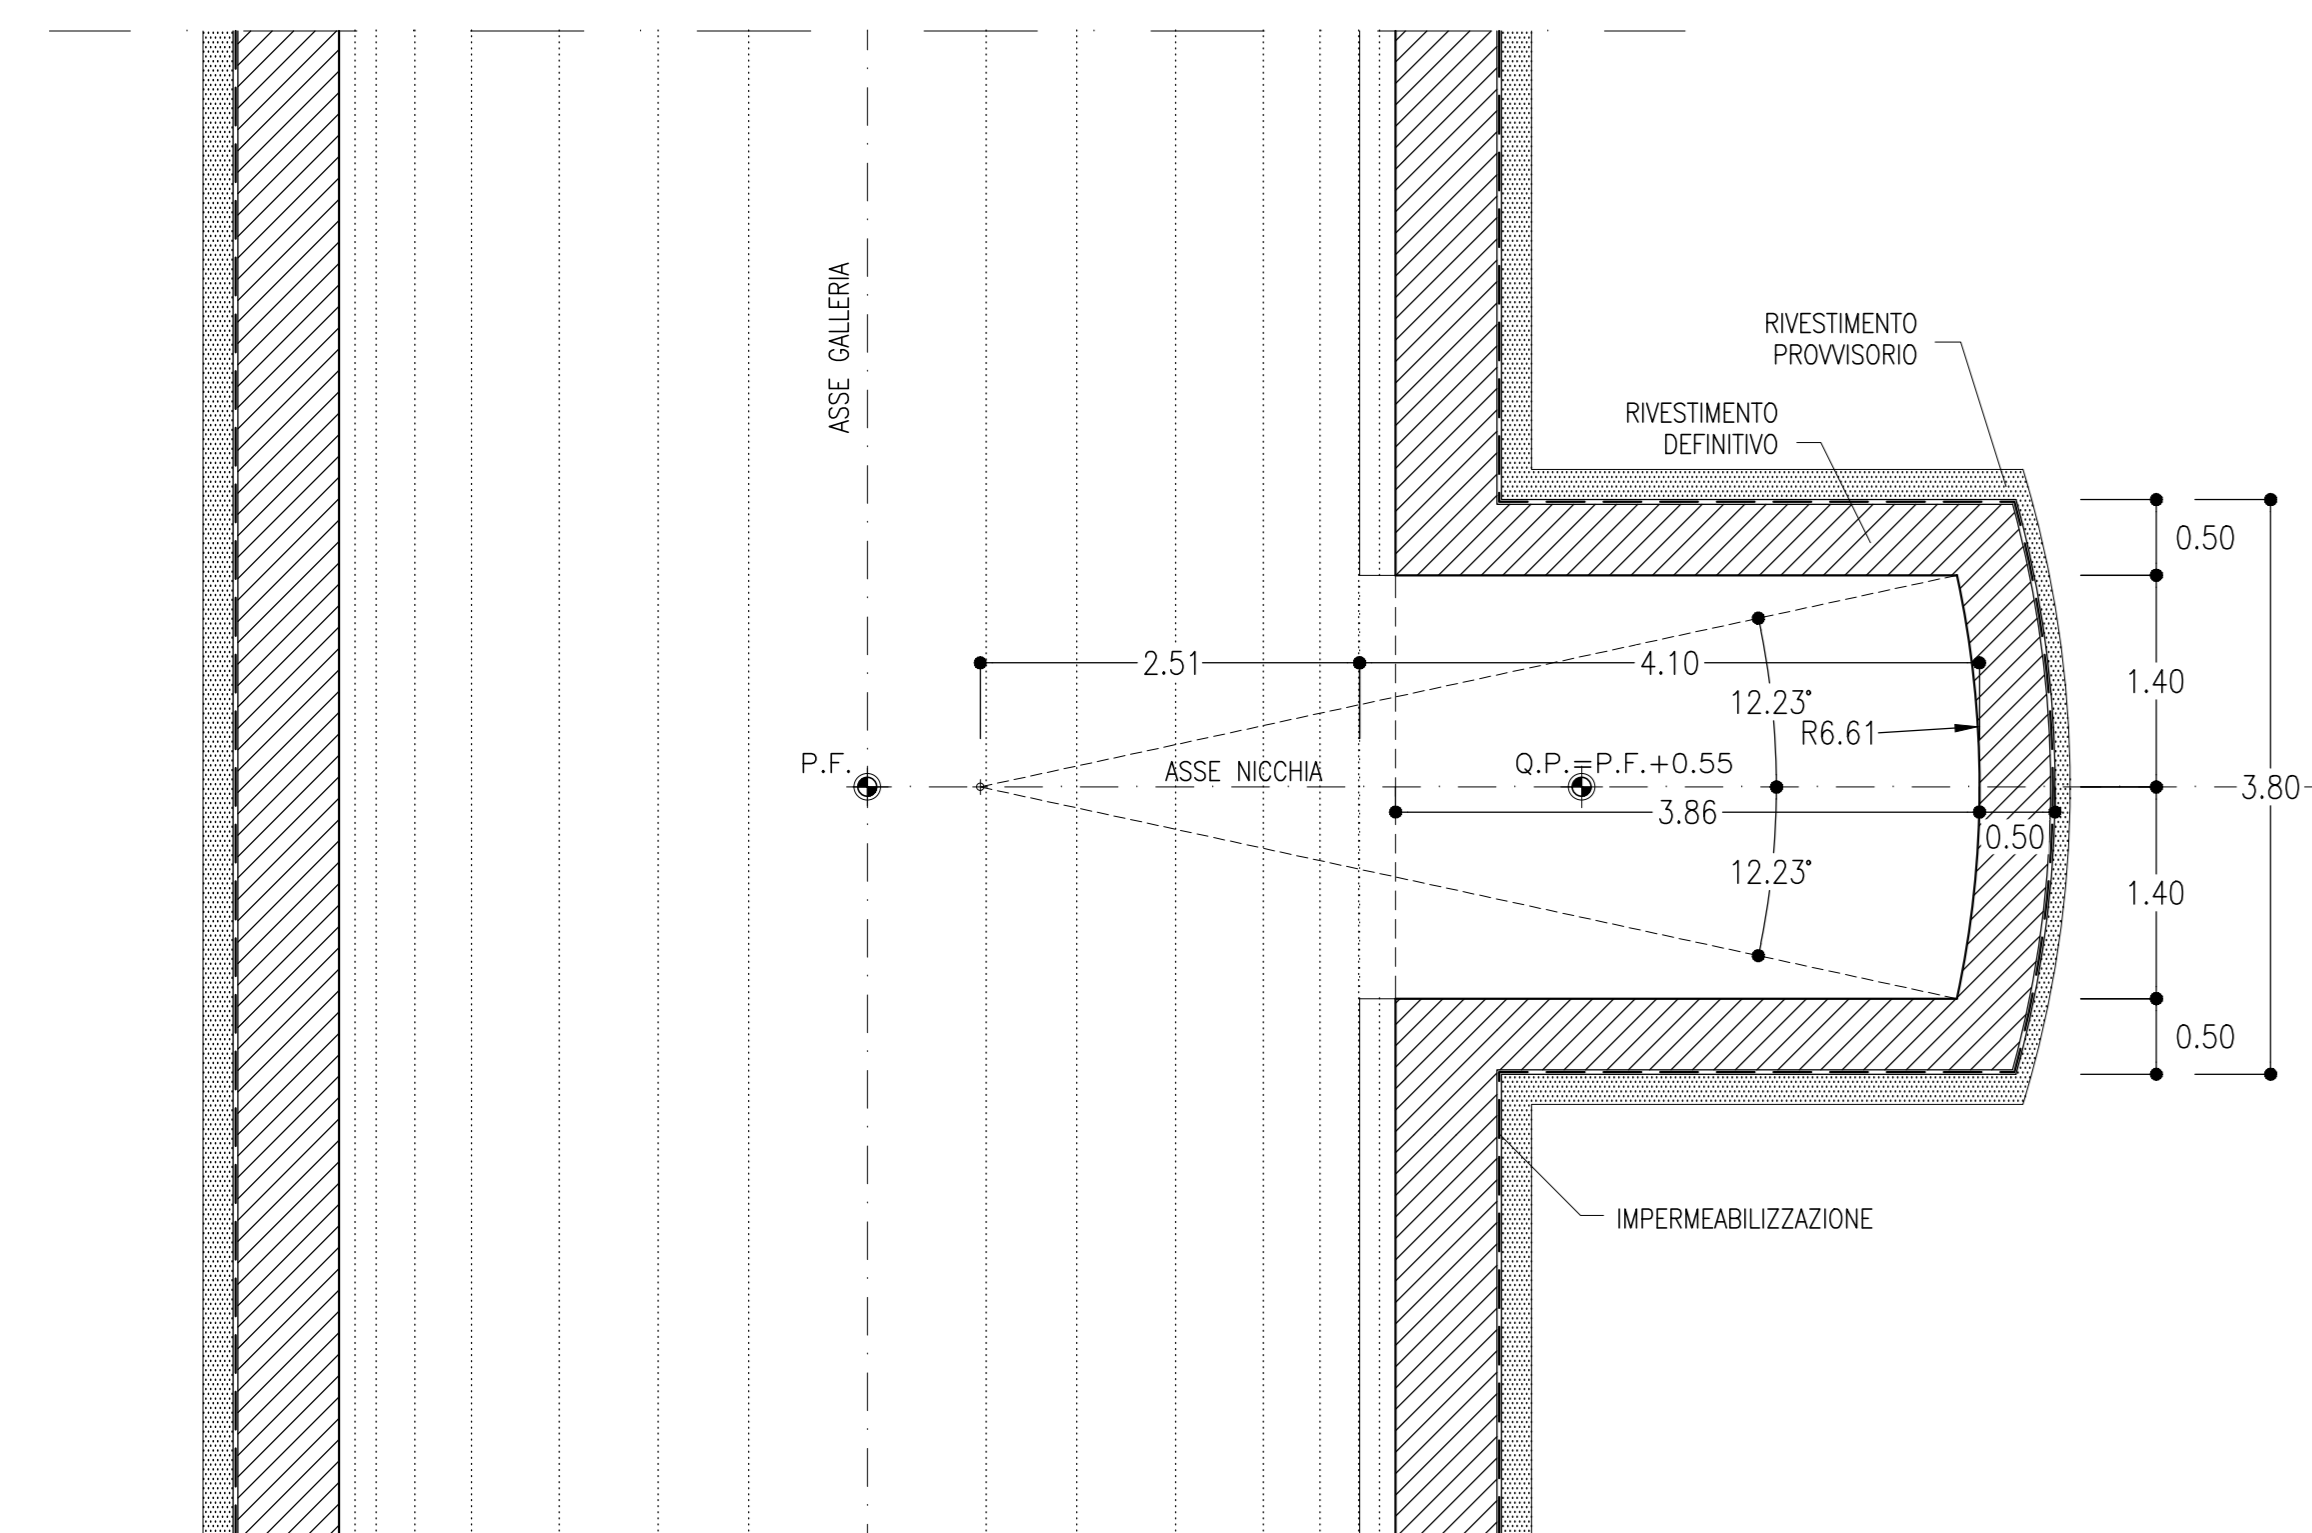 ASSE GALLERIA
RIVESTIMENTO
PROVVISORIO
RIVESTIMENTO
DEFINITIVO
0.50
2.51
4.10
1.40
12.23°
R6.61
P.F.
ASSE NICCHIA
Q.P.=P.F.+0.55
3.80
3.86
0.50
12.23°
1.40
0.50
IMPERMEABILIZZAZIONE